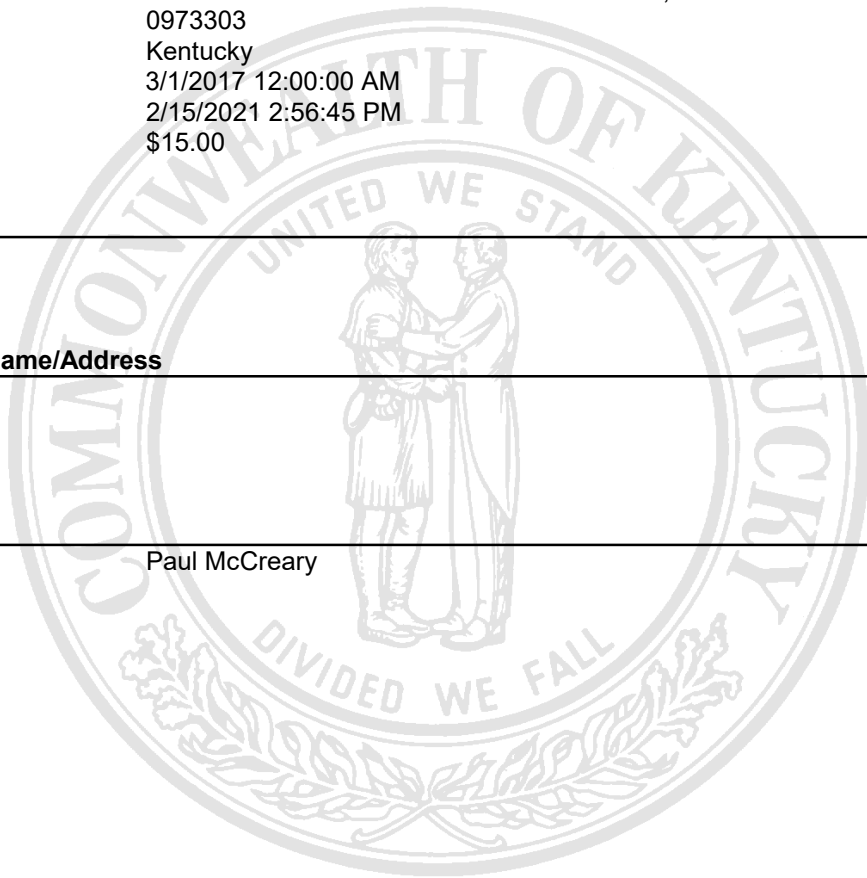 0973303
Kentucky
3/1/2017 12:00:00 AM
2/15/2021 2:56:45 PM
$15.00
COMMONWEALTH OF KENTUCKY
UNITED WE STAND
ame/Address
Paul McCreary
DIVIDED WE FALL